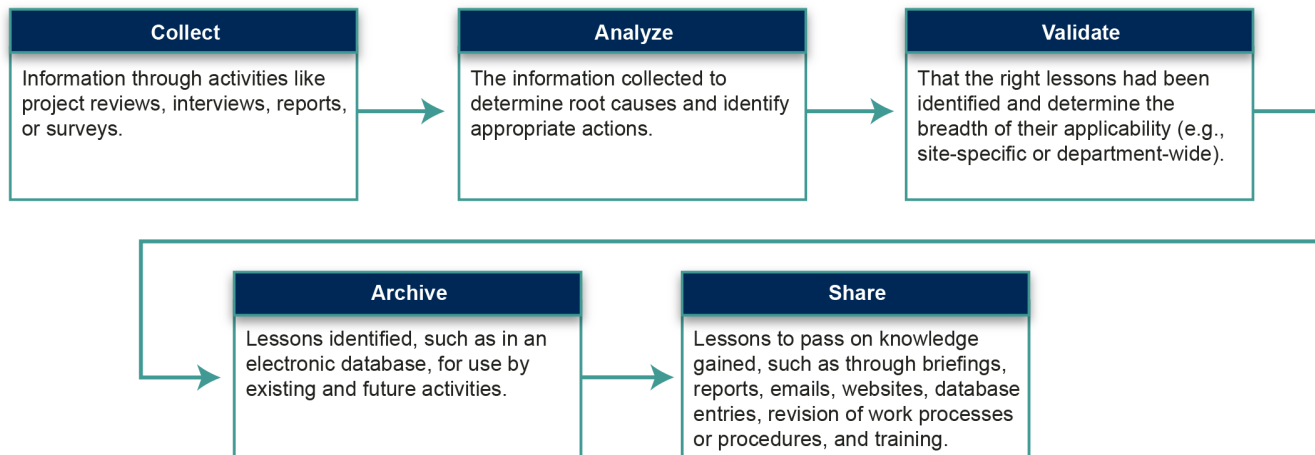 Collect
Information through activities like
project reviews, interviews, reports,
or surveys.
Analyze
The information collected to
determine root causes and identify
appropriate actions.
Validate
That the right lessons had been
identified and determine the
breadth of their applicability (e.g.,
site-specific or department-wide).
Archive
Lessons identified, such as in an
electronic database, for use by
existing and future activities.
Share
Lessons to pass on knowledge
gained, such as through briefings,
reports, emails, websites, database
entries, revision of work processes
or procedures, and training.